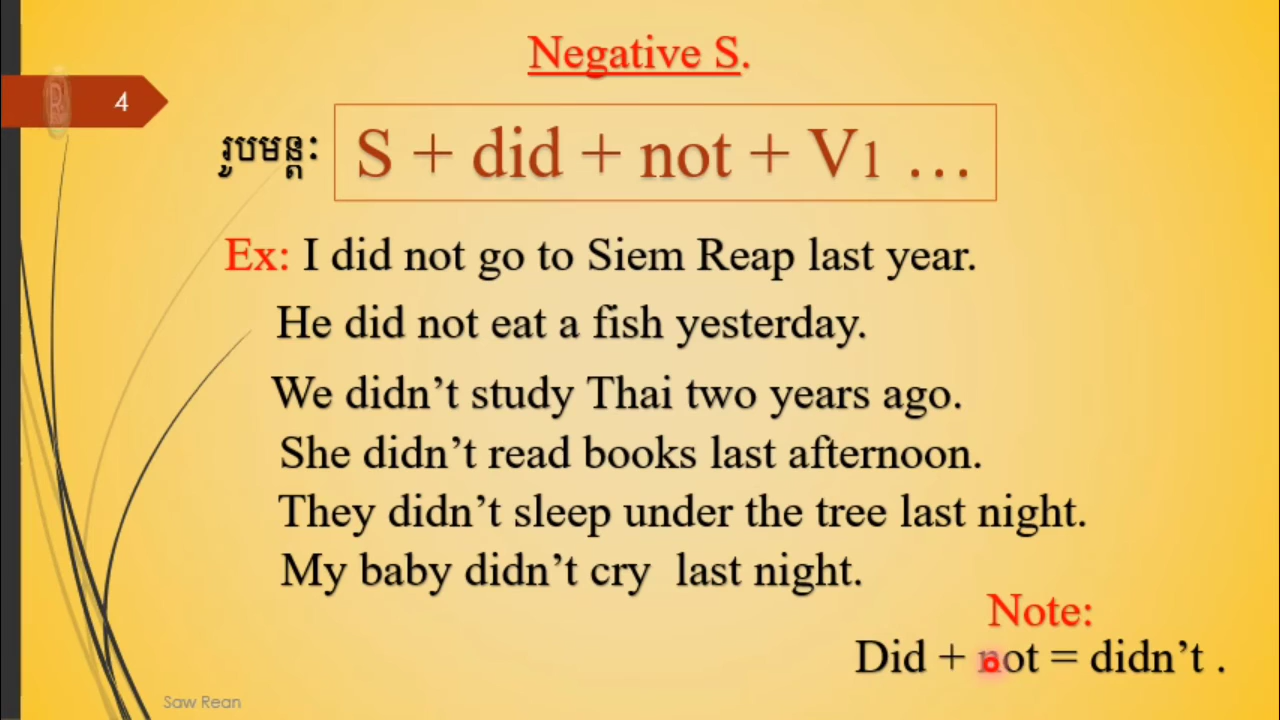 Negative S.
4
រូបមន្តៈ S + did + not + V1 …
Ex: I did not go to Siem Reap last year.
He did not eat a fish yesterday.
We didn’t study Thai two years ago.
She didn’t read books last afternoon.
They didn’t sleep under the tree last night.
My baby didn’t cry last night.
Note:
Did + not = didn’t .
Saw Rean